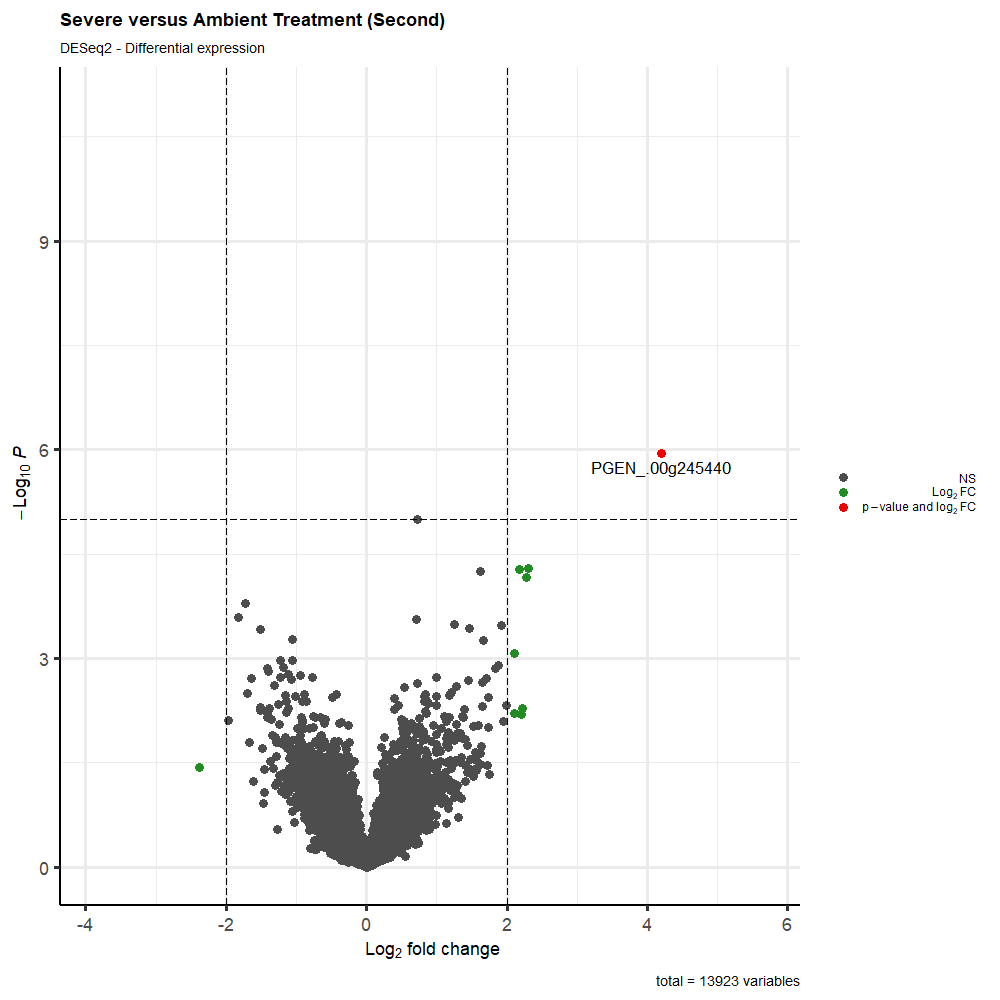 Severe versus Ambient Treatment (Second)
DESeq2 - Differential expression
9
6
3
0
−Log10 P
PGEN_.00g245440
NS
Log2 FC
p−value and log2 FC
-4 -2 0 2 4 6
Log2 fold change
total = 13923 variables